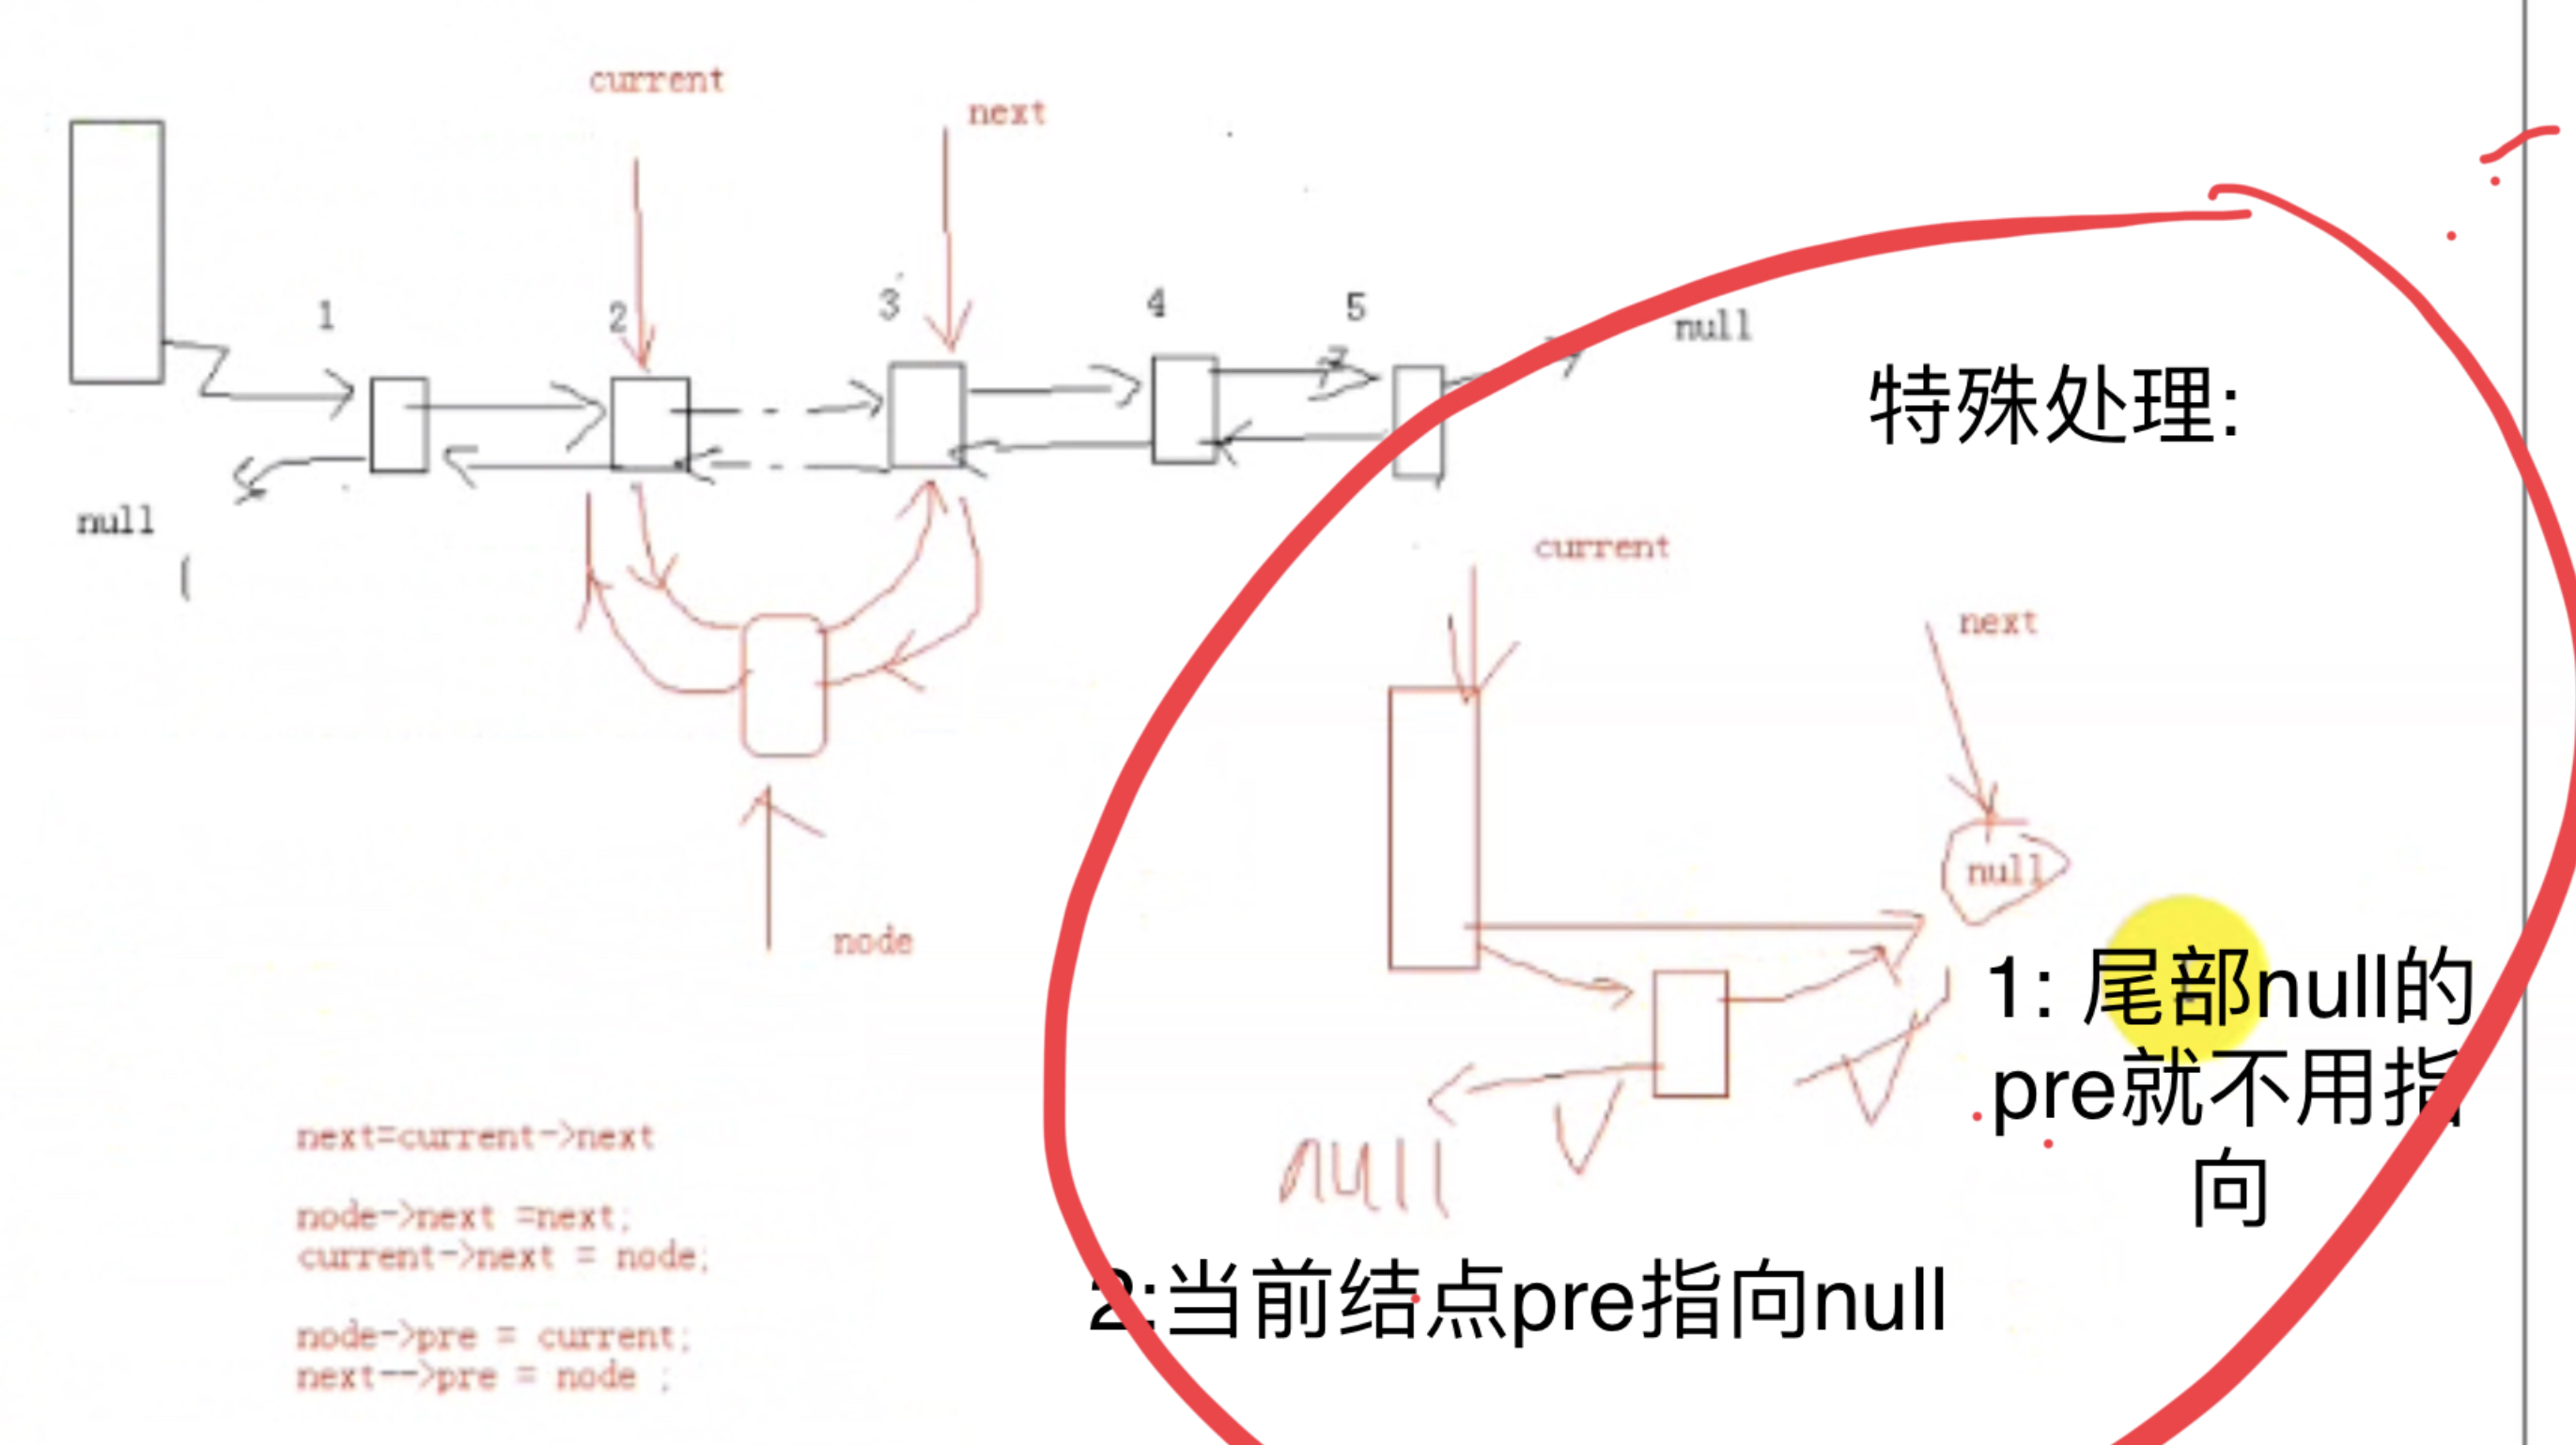 current
next
1
2
3
4
5
null
null
特殊处理:
current
next
null
node
1: 尾部null的
pre就不用指
向
null
next=current->next
node->next =next;
current->next = node;
node->pre = current;
next-->pre = node ;
2:当前结点pre指向null